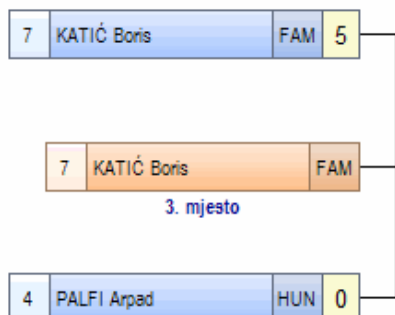 7 KATIĆ Boris FAM 5
7 KATIĆ Boris FAM
3. mjesto
4 PALFI Arpad HUN 0